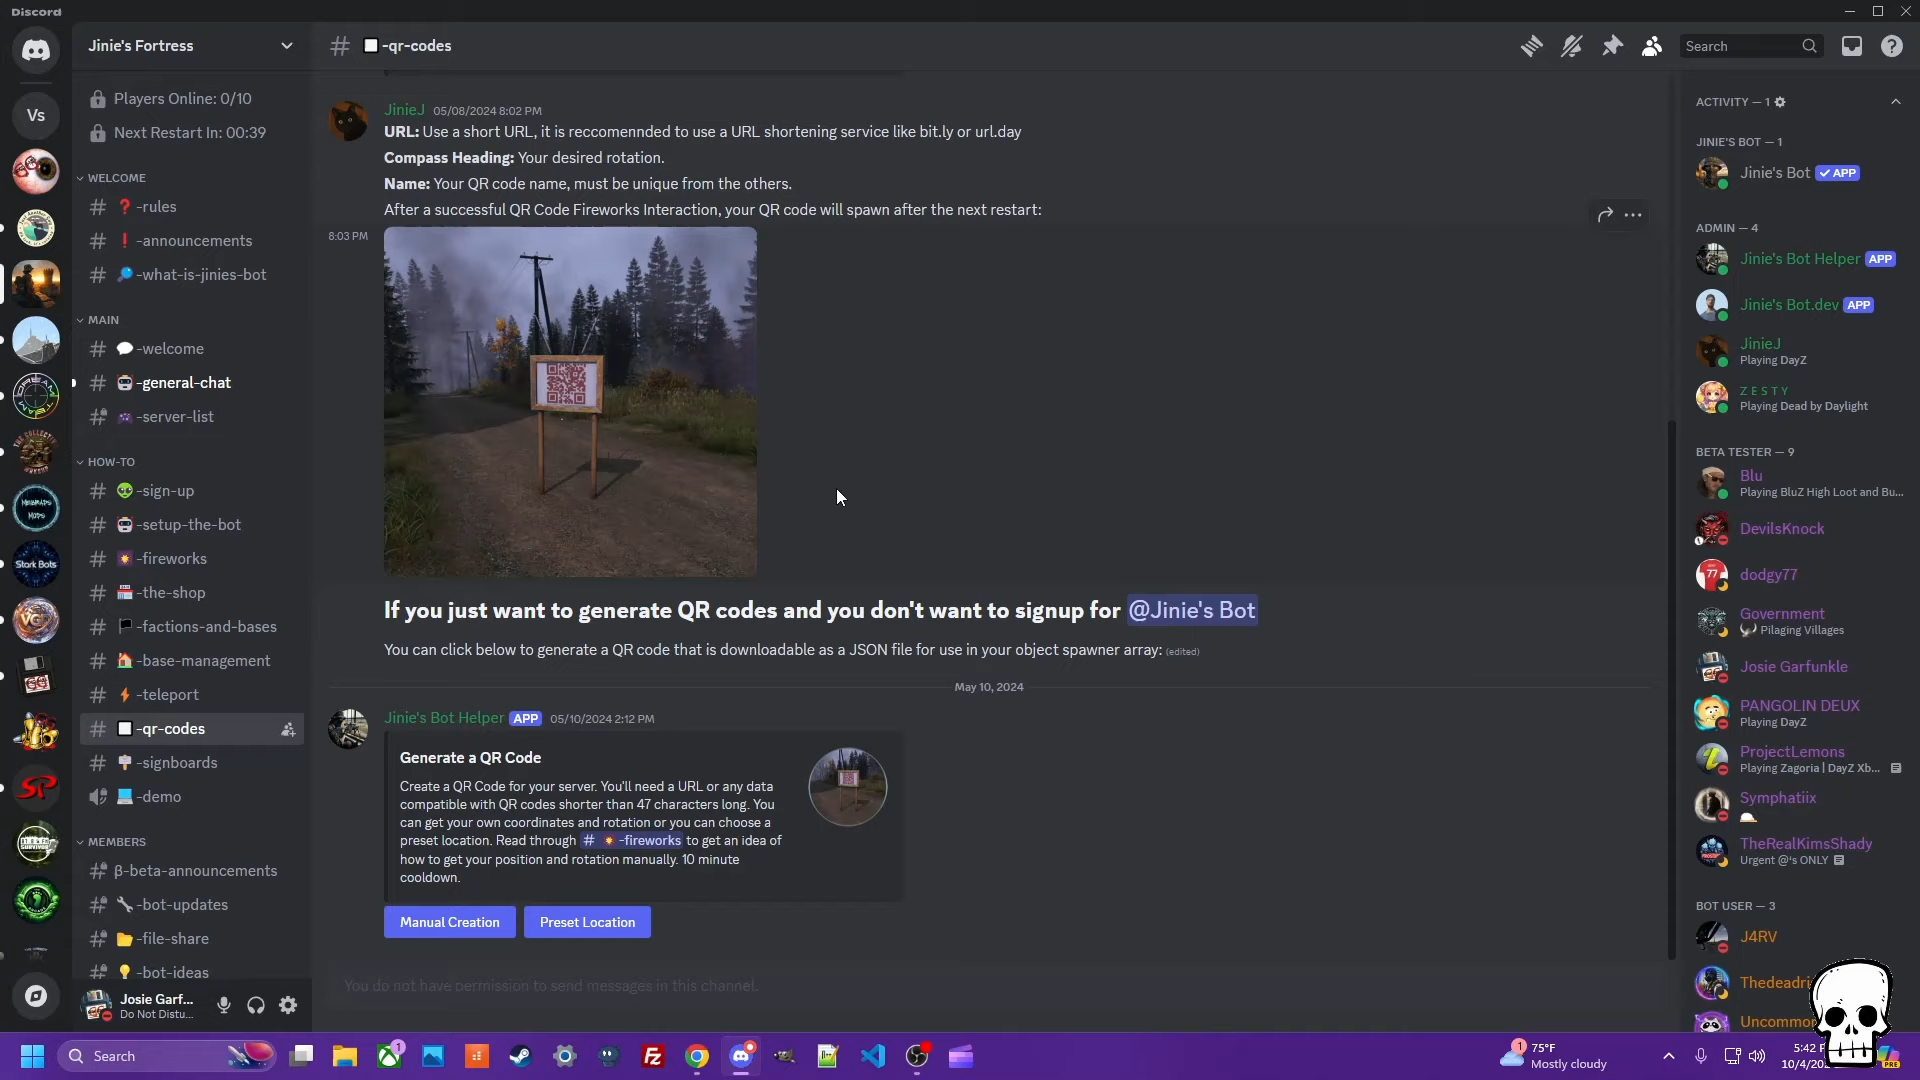 Discord
Jinie's Fortress
-qr-codes
Search
Players Online: 0/10
Next Restart In: 00:39
WELCOME
-rules
-announcements
-what-is-jinies-bot
MAIN
-welcome
-general-chat
-server-list
HOW-TO
-sign-up
-setup-the-bot
-fireworks
-the-shop
-factions-and-bases
-base-management
-teleport
-qr-codes
-signboards
-demo
MEMBERS
β-beta-announcements
-bot-updates
-file-share
-bot-ideas
Josie Garf...
Do Not Distu...
Vs
Stark Bots
JinieJ 05/08/2024 8:02 PM
URL: Use a short URL, it is reccomennded to use a URL shortening service like bit.ly or url.day
Compass Heading: Your desired rotation.
Name: Your QR code name, must be unique from the others.
After a successful QR Code Fireworks Interaction, your QR code will spawn after the next restart:
8:03 PM
If you just want to generate QR codes and you don't want to signup for @Jinie's Bot
You can click below to generate a QR code that is downloadable as a JSON file for use in your object spawner array: (edited)
May 10, 2024
Jinie's Bot Helper APP 05/10/2024 2:12 PM
Generate a QR Code
Create a QR Code for your server. You'll need a URL or any data
compatible with QR codes shorter than 47 characters long. You
can get your own coordinates and rotation or you can choose a
preset location. Read through # -fireworks to get an idea of
how to get your position and rotation manually. 10 minute
cooldown.
Manual Creation Preset Location
You do not have permission to send messages in this channel.
ACTIVITY — 1
JINIE'S BOT — 1
Jinie's Bot APP
ADMIN — 4
Jinie's Bot Helper APP
Jinie's Bot.dev APP
JinieJ
Playing DayZ
Z E S T Y
Playing Dead by Daylight
BETA TESTER — 9
Blu
Playing BluZ High Loot and Bu...
DevilsKnock
dodgy77
Government
Pilaging Villages
Josie Garfunkle
PANGOLIN DEUX
Playing DayZ
ProjectLemons
Playing Zagoria | DayZ Xb...
Symphatiix
TheRealKimsShady
Urgent @'s ONLY
BOT USER — 3
J4RV
Search
1
75°F
Mostly cloudy
5:42